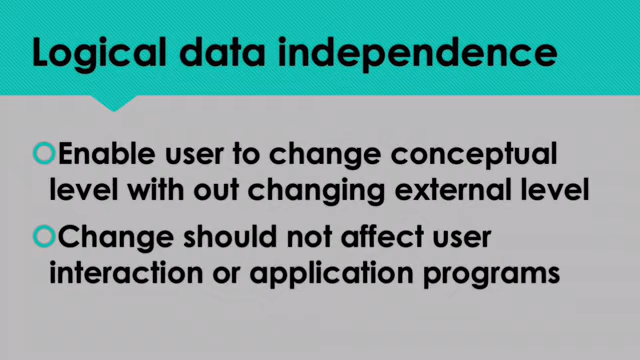 Logical data independence
Enable user to change conceptual
level with out changing external level
Change should not affect user
interaction or application programs